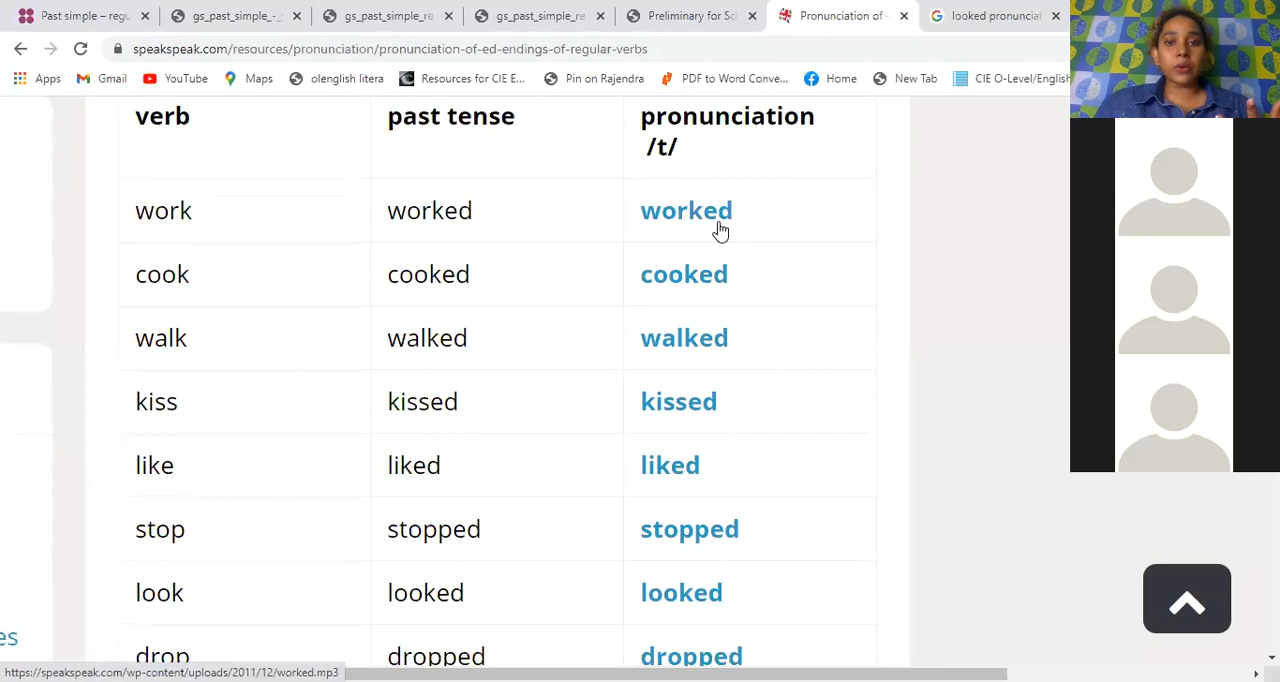 Past simple – regu
gs_past_simple_-_
gs_past_simple_re
gs_past_simple_re
Preliminary for Sc
Pronunciation of -
looked pronunciat
speakspeak.com/resources/pronunciation/pronunciation-of-ed-endings-of-regular-verbs
Apps
Gmail
YouTube
Maps
olenglish litera
Resources for CIE E...
Pin on Rajendra
PDF to Word Conve...
Home
New Tab
CIE O-Level/English
verb
past tense
pronunciation
/t/
work
worked
worked
cook
cooked
cooked
walk
walked
walked
kiss
kissed
kissed
like
liked
liked
stop
stopped
stopped
look
looked
looked
drop
dropped
dropped
es
https://speakspeak.com/wp-content/uploads/2011/12/worked.mp3